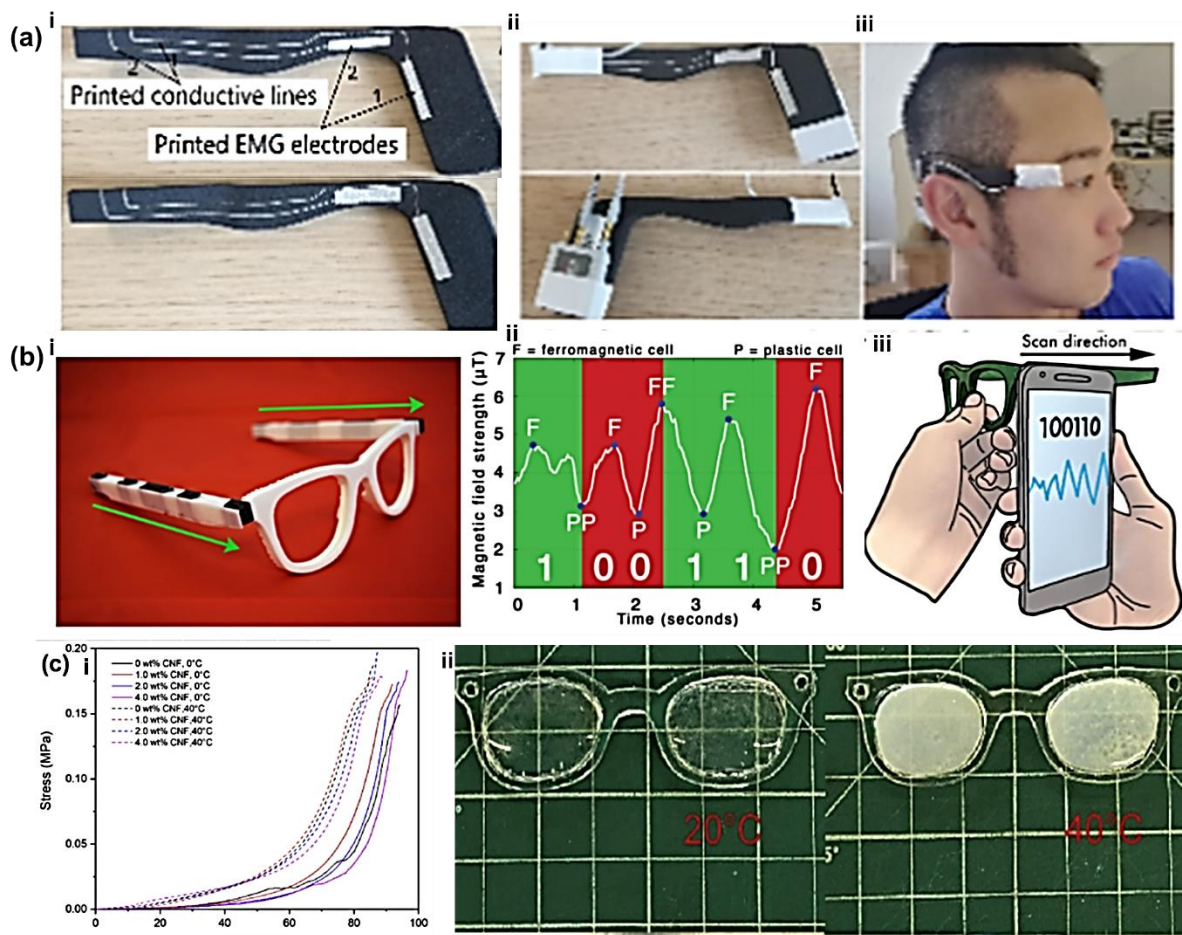 (a)
i
2
1
Printed conductive lines
2
1
Printed EMG electrodes
ii
iii
(b)
i
ii
F = ferromagnetic cell P = plastic cell
Magnetic field strength (μT)
7
6
5
4
3
2
1
F
PP
F
P
FF
P
F
PP
F
1 0 0 1 1 0
0 1 2 3 4 5
Time (seconds)
iii
Scan direction
100110
(c)
i
Stress (MPa)
0.20
0.15
0.10
0.05
0.00
0 wt% CNF, 0°C
1.0 wt% CNF, 0°C
2.0 wt% CNF, 0°C
4.0 wt% CNF, 0°C
0 wt% CNF,40°C
1.0 wt% CNF,40°C
2.0 wt% CNF,40°C
4.0 wt% CNF,40°C
0 20 40 60 80 100
ii
20°C
40°C